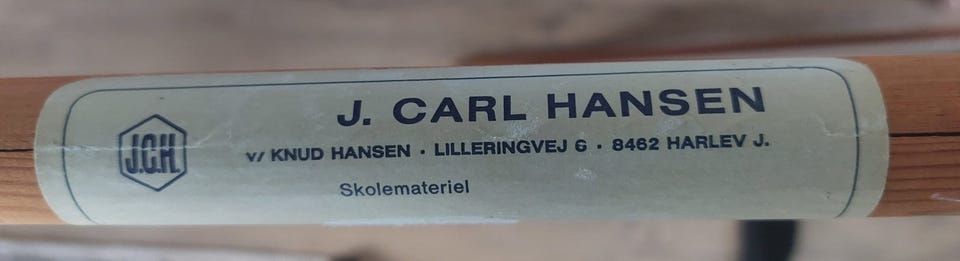 J. CARL HANSEN
J.C.H.
V/ KNUD HANSEN · LILLERINGVEJ 6 · 8462 HARLEV J.
Skolemateriel